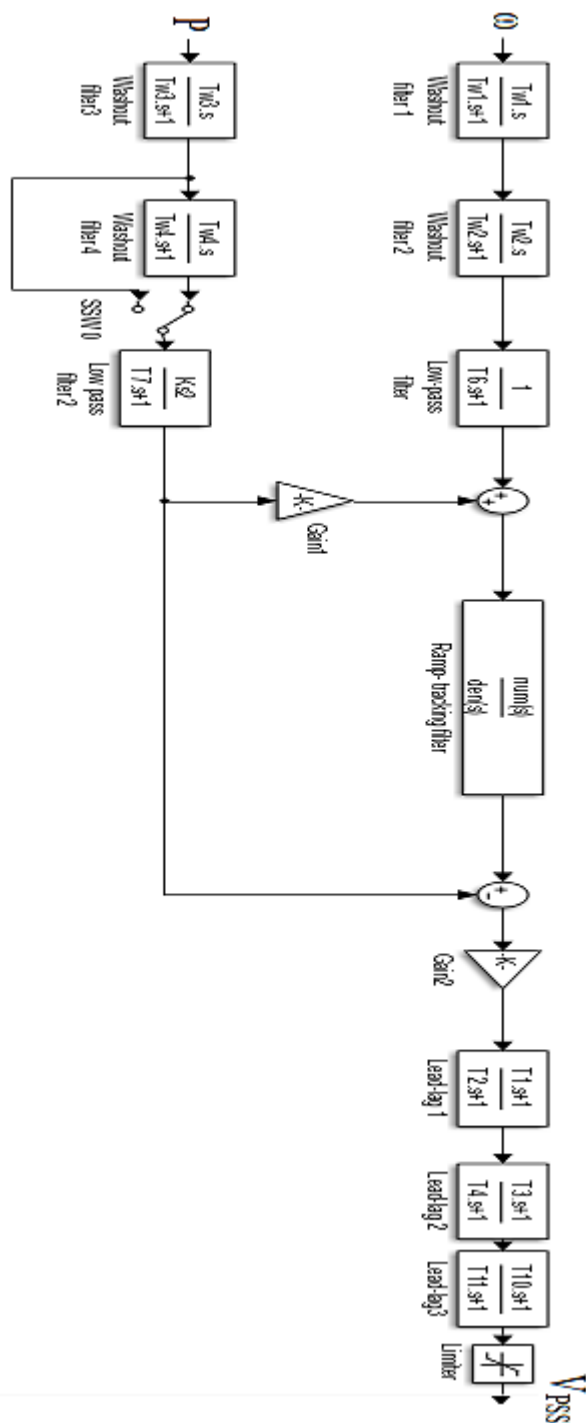 ω
Tw1.s
Tw1.s+1
Washout
filter1
Tw2.s
Tw2.s+1
Washout
filter2
1
T6.s+1
Low-pass
filter
+
+
num(s)
den(s)
Ramp-tracking filter
+
-
-K-
Gain2
T1.s+1
T2.s+1
Lead-lag 1
T3.s+1
T4.s+1
Lead-lag 2
T10.s+1
T11.s+1
Lead-lag3
Limiter
VPSS
P
Tw3.s
Tw3.s+1
Washout
filter3
Tw4.s
Tw4.s+1
Washout
filter4
SSW 0
Ks2
T7.s+1
Low pass
filter2
-K-
Gain1